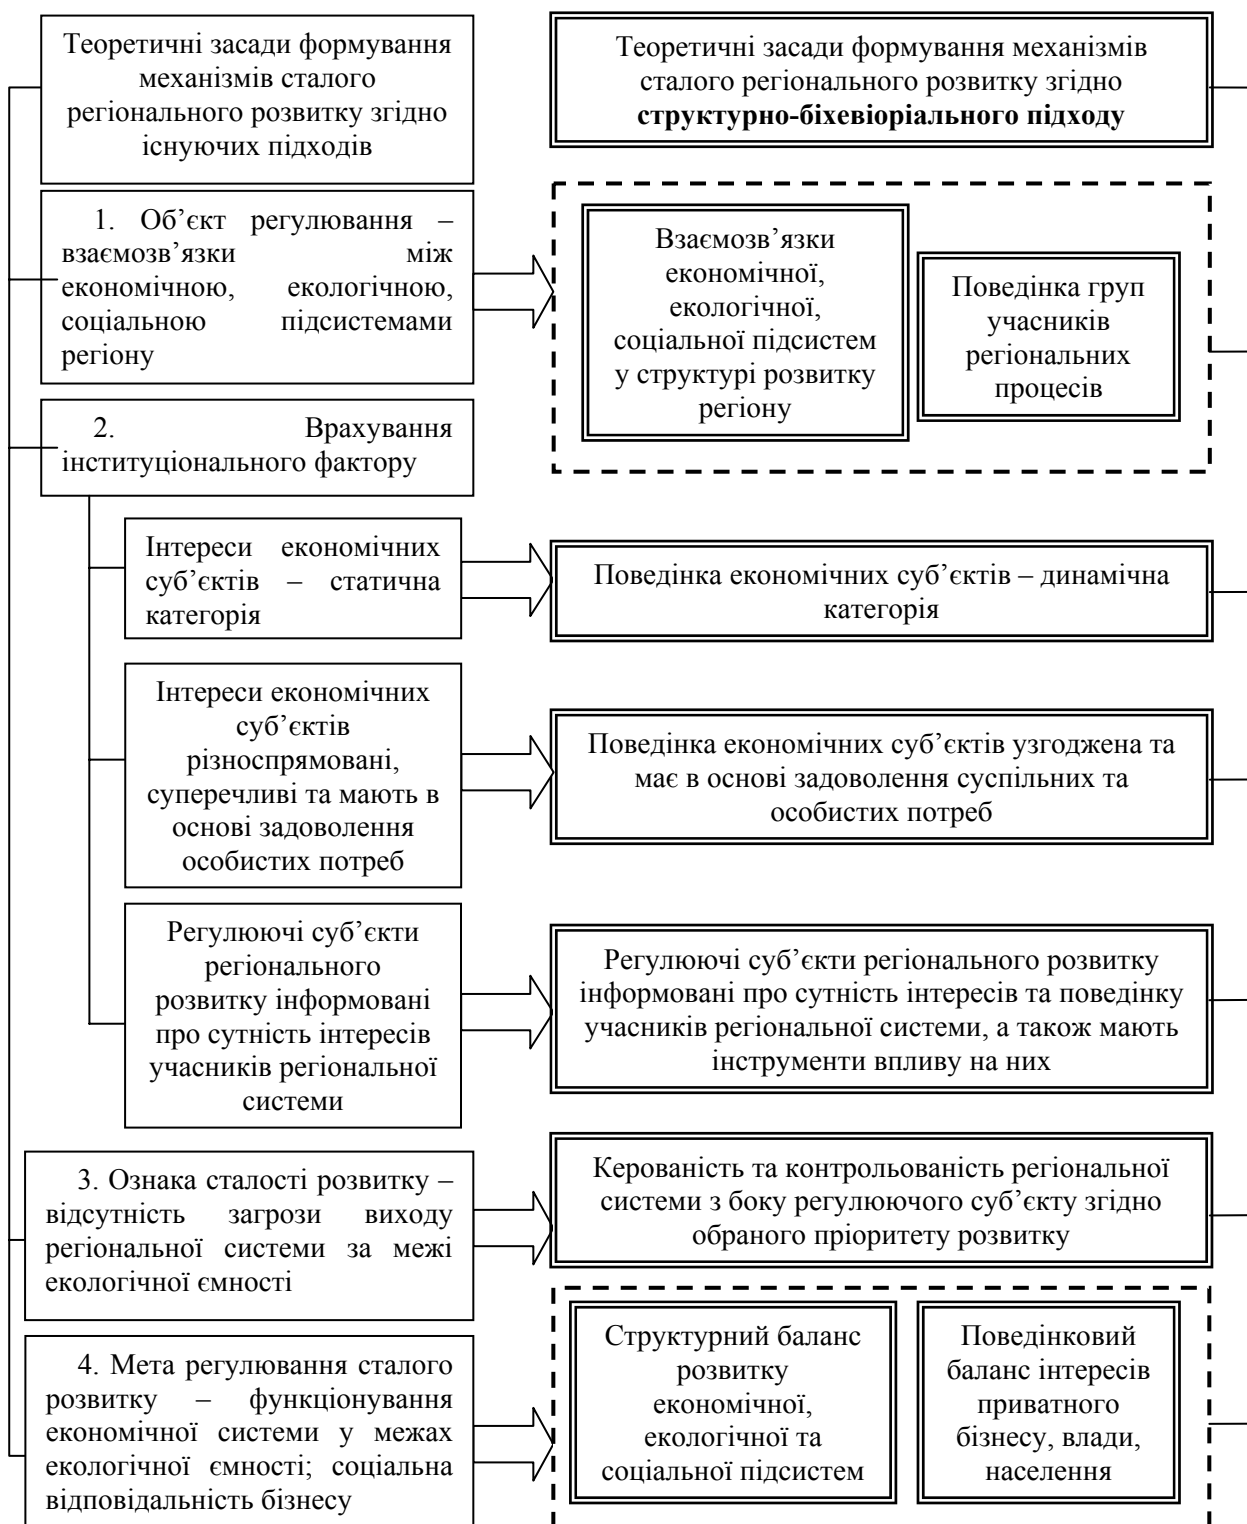 Теоретичні засади формування
механізмів сталого
регіонального розвитку згідно
існуючих підходів
Теоретичні засади формування механізмів
сталого регіонального розвитку згідно
структурно-біхевіоріального підходу
1. Об’єкт регулювання –
взаємозв’язки між
економічною, екологічною,
соціальною підсистемами
регіону
Взаємозв’язки
економічної,
екологічної,
соціальної підсистем
у структурі розвитку
регіону
Поведінка груп
учасників
регіональних
процесів
2. Врахування
інституціонального фактору
Інтереси економічних
суб’єктів – статична
категорія
Поведінка економічних суб’єктів – динамічна
категорія
Інтереси економічних
суб’єктів
різноспрямовані,
суперечливі та мають в
основі задоволення
особистих потреб
Поведінка економічних суб’єктів узгоджена та
має в основі задоволення суспільних та
особистих потреб
Регулюючі суб’єкти
регіонального
розвитку інформовані
про сутність інтересів
учасників регіональної
системи
Регулюючі суб’єкти регіонального розвитку
інформовані про сутність інтересів та поведінку
учасників регіональної системи, а також мають
інструменти впливу на них
3. Ознака сталості розвитку –
відсутність загрози виходу
регіональної системи за межі
екологічної ємності
Керованість та контрольованість регіональної
системи з боку регулюючого суб’єкту згідно
обраного пріоритету розвитку
4. Мета регулювання сталого
розвитку – функціонування
економічної системи у межах
екологічної ємності; соціальна
відповідальність бізнесу
Структурний баланс
розвитку
економічної,
екологічної та
соціальної підсистем
Поведінковий
баланс інтересів
приватного
бізнесу, влади,
населення